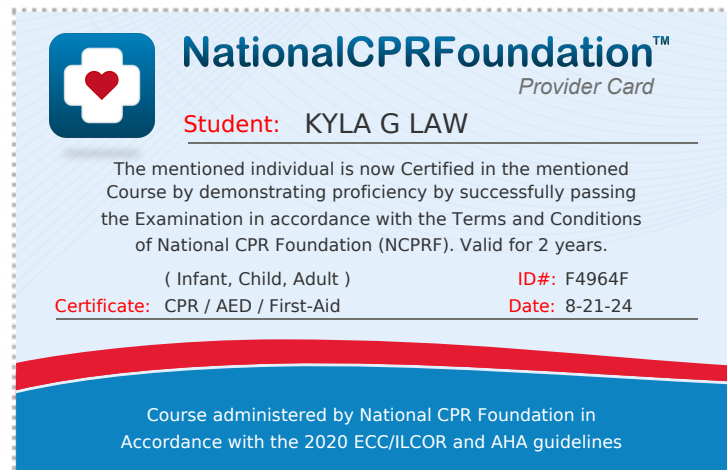 NationalCPRFoundation™
Provider Card
Student: KYLA G LAW
The mentioned individual is now Certified in the mentioned
Course by demonstrating proficiency by successfully passing
the Examination in accordance with the Terms and Conditions
of National CPR Foundation (NCPRF). Valid for 2 years.
( Infant, Child, Adult ) ID#: F4964F
Certificate: CPR / AED / First-Aid Date: 8-21-24
Course administered by National CPR Foundation in
Accordance with the 2020 ECC/ILCOR and AHA guidelines